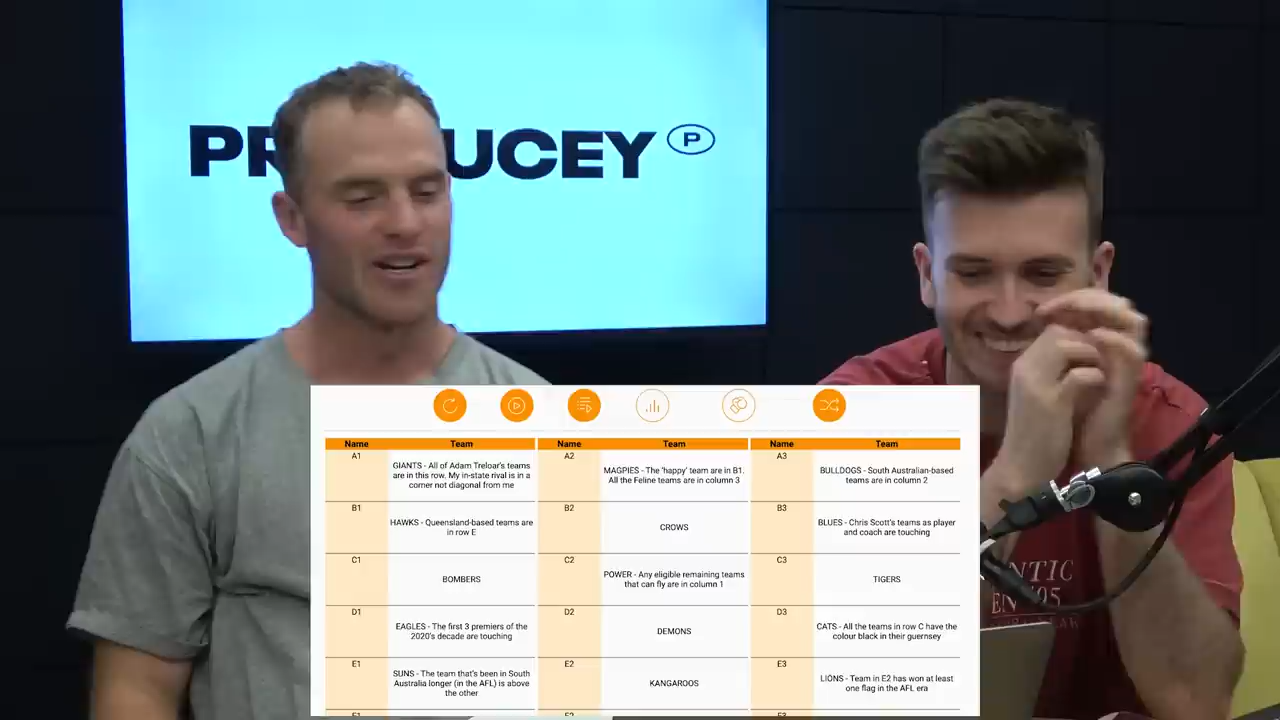 PR UCEY P
Name Team Name Team Name Team
A1
GIANTS - All of Adam Treloar's teams
are in this row. My in-state rival is in a
corner not diagonal from me
A2
MAGPIES - The 'happy' team are in B1.
All the Feline teams are in column 3
A3
BULLDOGS - South Australian-based
teams are in column 2
B1
HAWKS - Queensland-based teams are
in row E
B2
CROWS
B3
BLUES - Chris Scott's teams as player
and coach are touching
C1
BOMBERS
C2
POWER - Any eligible remaining teams
that can fly are in column 1
C3
TIGERS
D1
EAGLES - The first 3 premiers of the
2020's decade are touching
D2
DEMONS
D3
CATS - All the teams in row C have the
colour black in their guernsey
E1
SUNS - The team that's been in South
Australia longer (in the AFL) is above
the other
E2
KANGAROOS
E3
LIONS - Team in E2 has won at least
one flag in the AFL era
NTIC
EN '95